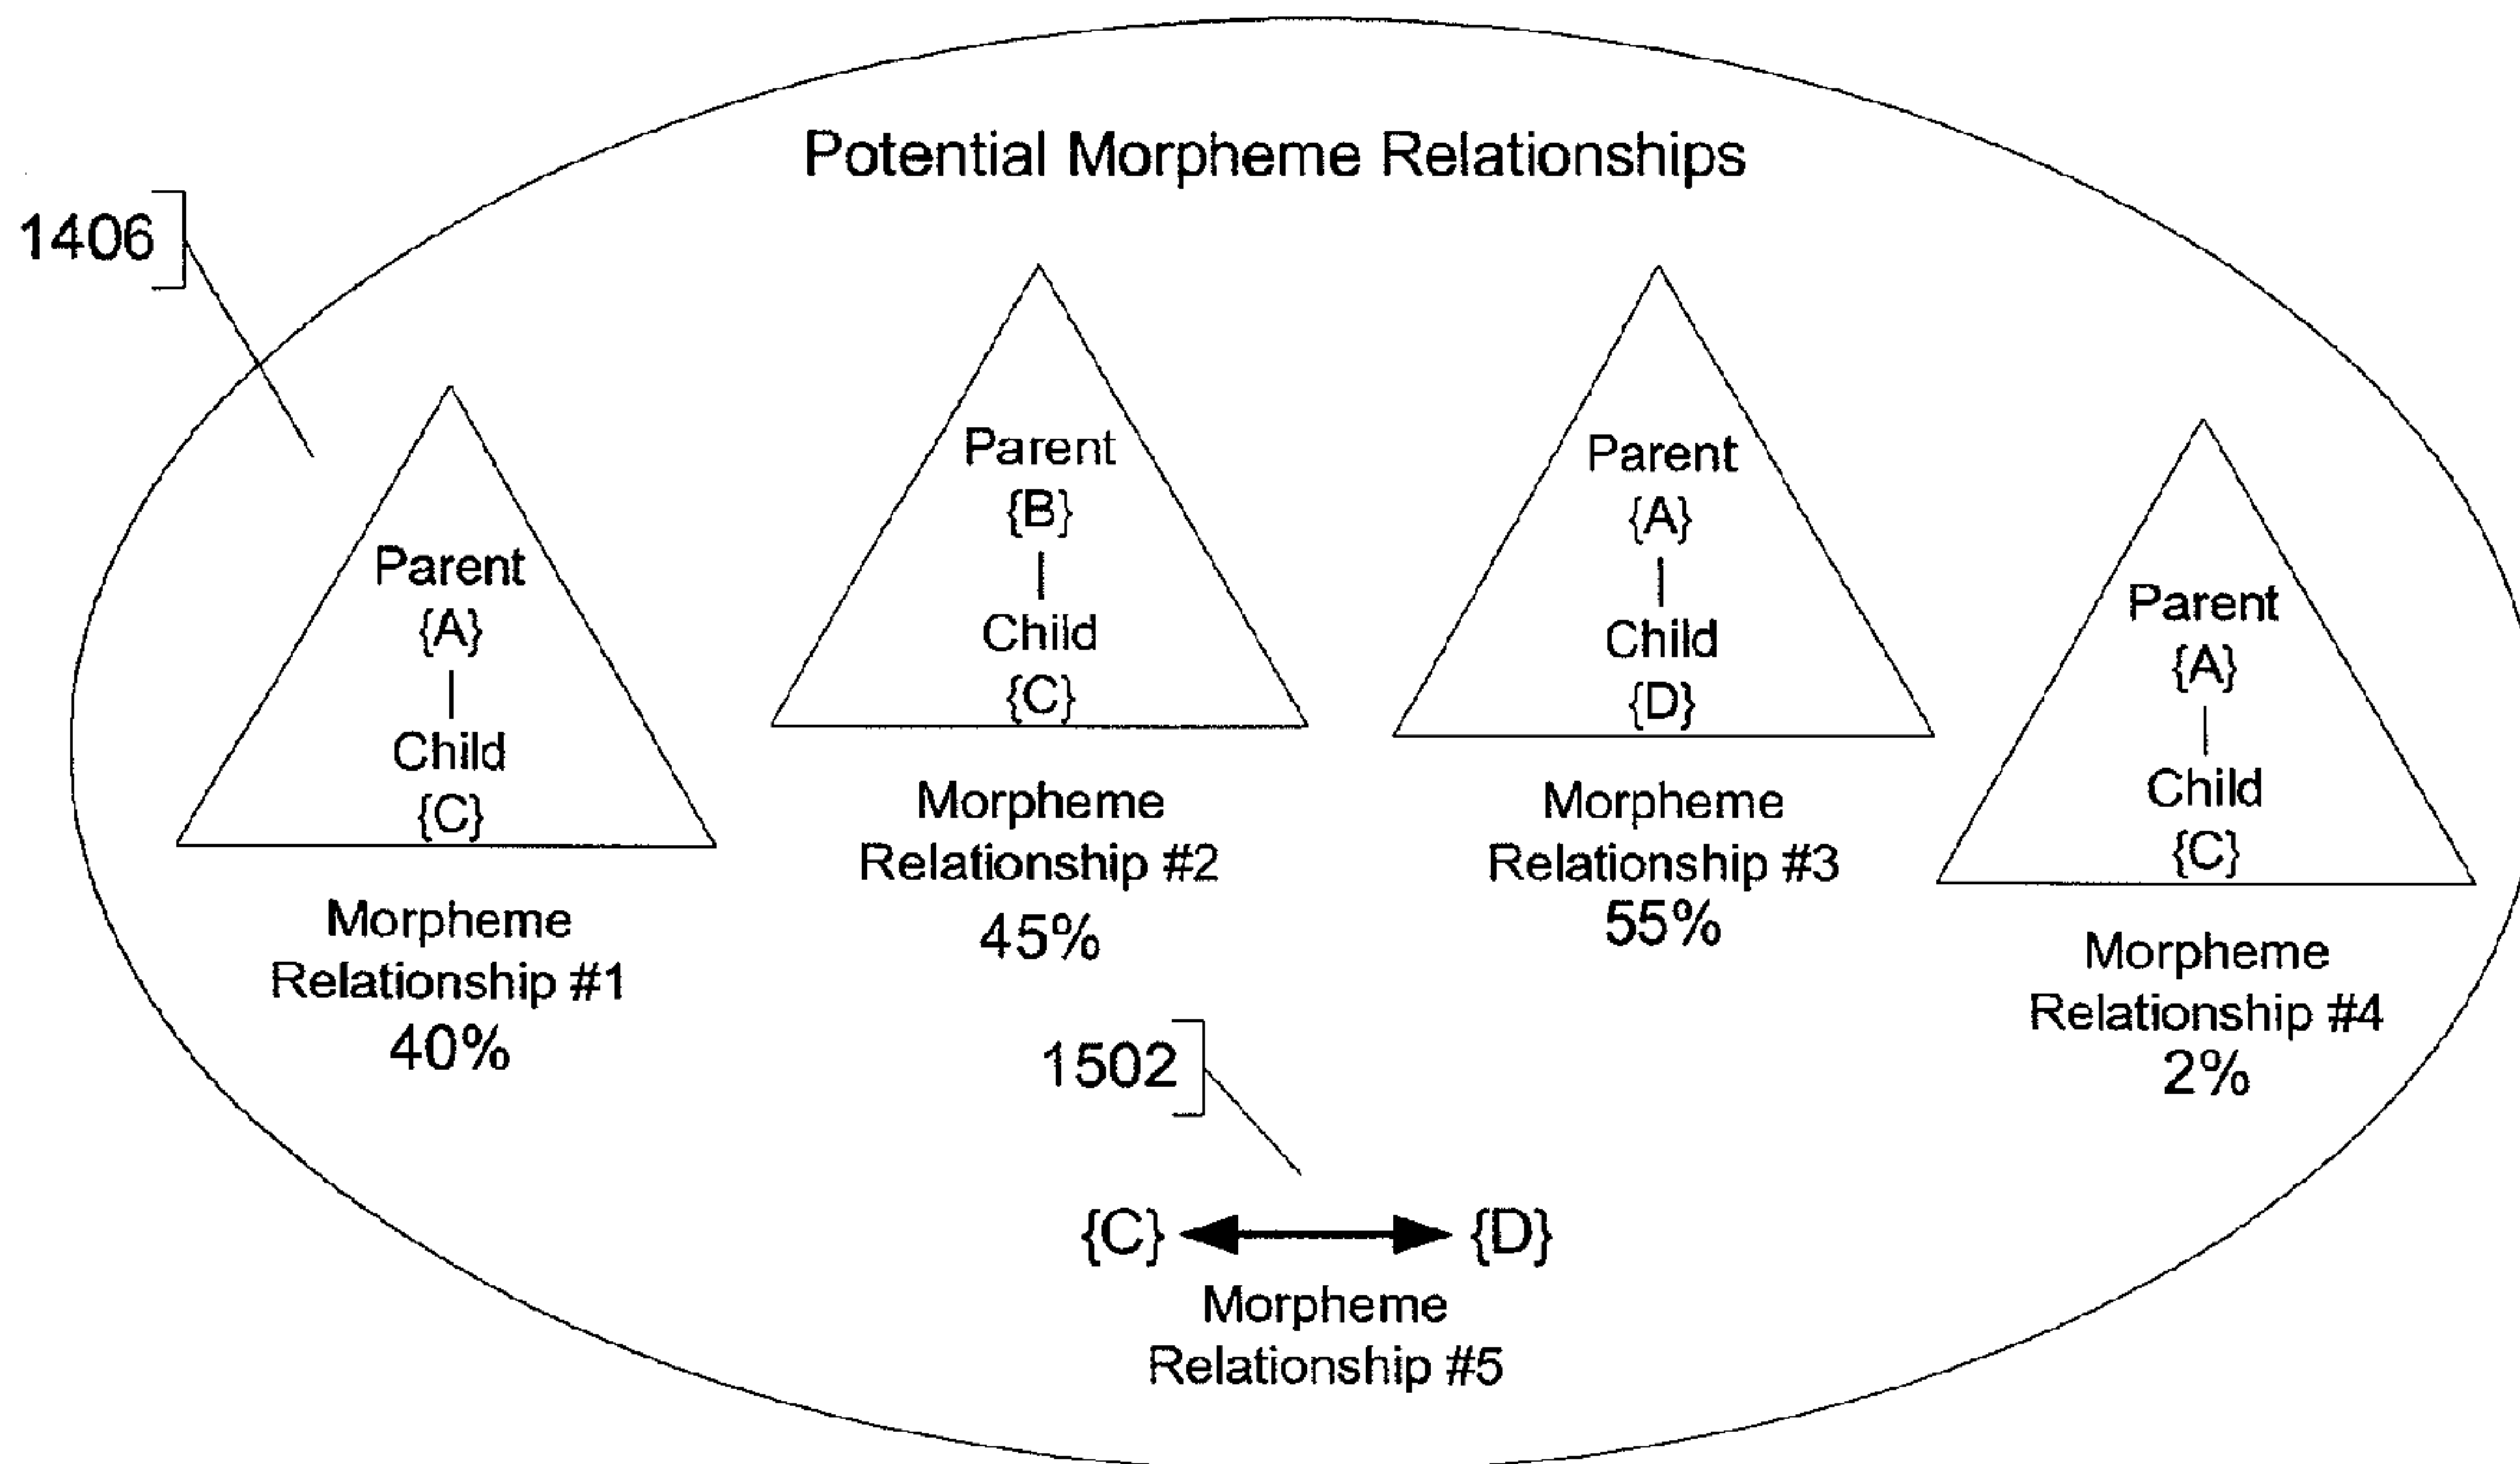 Potential Morpheme Relationships
1406
Parent
{A}
Child
{C}
Morpheme
Relationship #1
40%
Parent
{B}
Child
{C}
Morpheme
Relationship #2
45%
Parent
{A}
Child
{D}
Morpheme
Relationship #3
55%
Parent
{A}
Child
{C}
Morpheme
Relationship #4
2%
1502
{C} {D}
Morpheme
Relationship #5